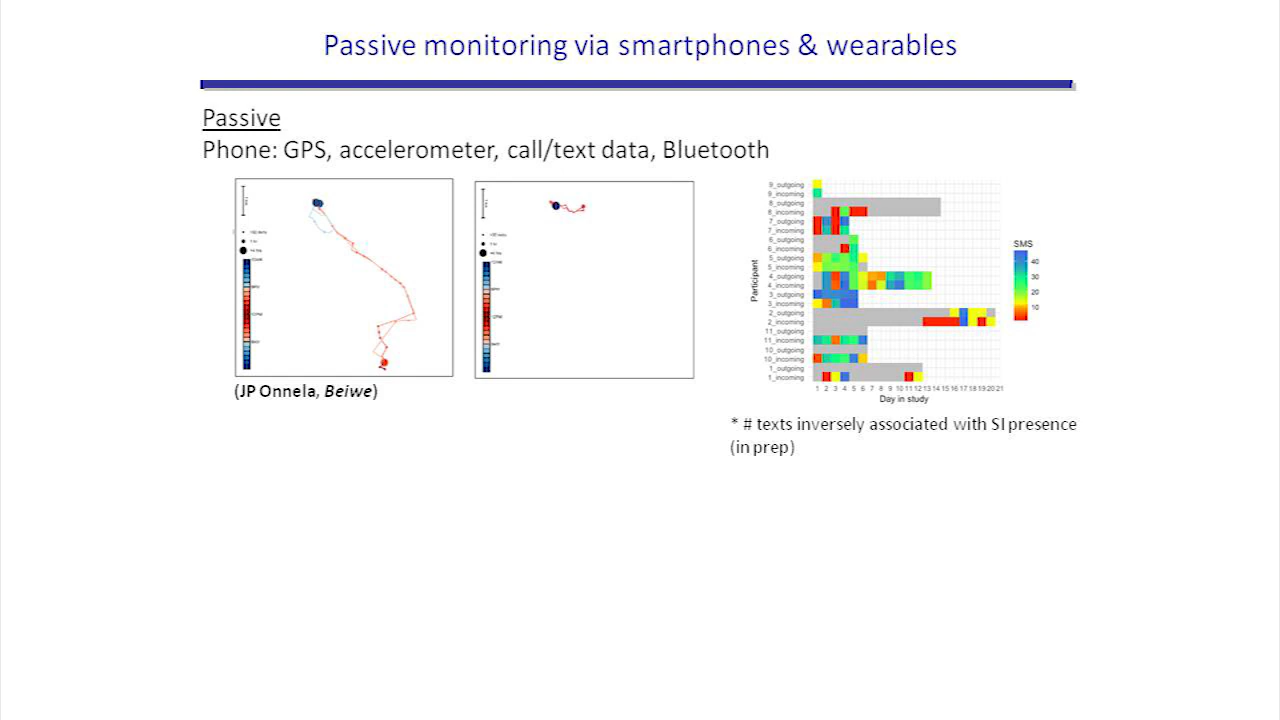 Passive monitoring via smartphones & wearables
Passive
Phone: GPS, accelerometer, call/text data, Bluetooth
(JP Onnela, Beiwe)
Participant
9_outgoing
9_incoming
8_outgoing
8_incoming
7_outgoing
7_incoming
6_outgoing
6_incoming
5_outgoing
5_incoming
4_outgoing
4_incoming
3_outgoing
3_incoming
2_outgoing
2_incoming
11_outgoing
11_incoming
10_outgoing
10_incoming
1_outgoing
1_incoming
1 2 3 4 5 6 7 8 9 10 11 12 13 14 15 16 17 18 19 20 21
Day in study
SMS
40
30
20
10
* # texts inversely associated with SI presence
(in prep)